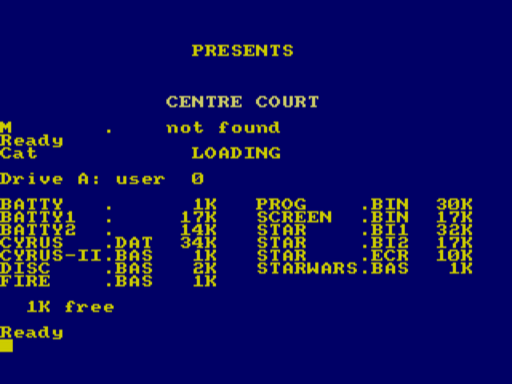 PRESENTS
CENTRE COURT
M . not found
Ready
Cat LOADING
Drive A: user 0
BATTY . 1K PROG .BIN 30K
BATTY1 . 17K SCREEN .BIN 17K
BATTY2 . 14K STAR .BI1 32K
CYRUS .DAT 34K STAR .BI2 17K
CYRUS-II.BAS 1K STAR .ECR 10K
DISC .BAS 2K STARWARS.BAS 1K
FIRE .BAS 1K
1K free
Ready